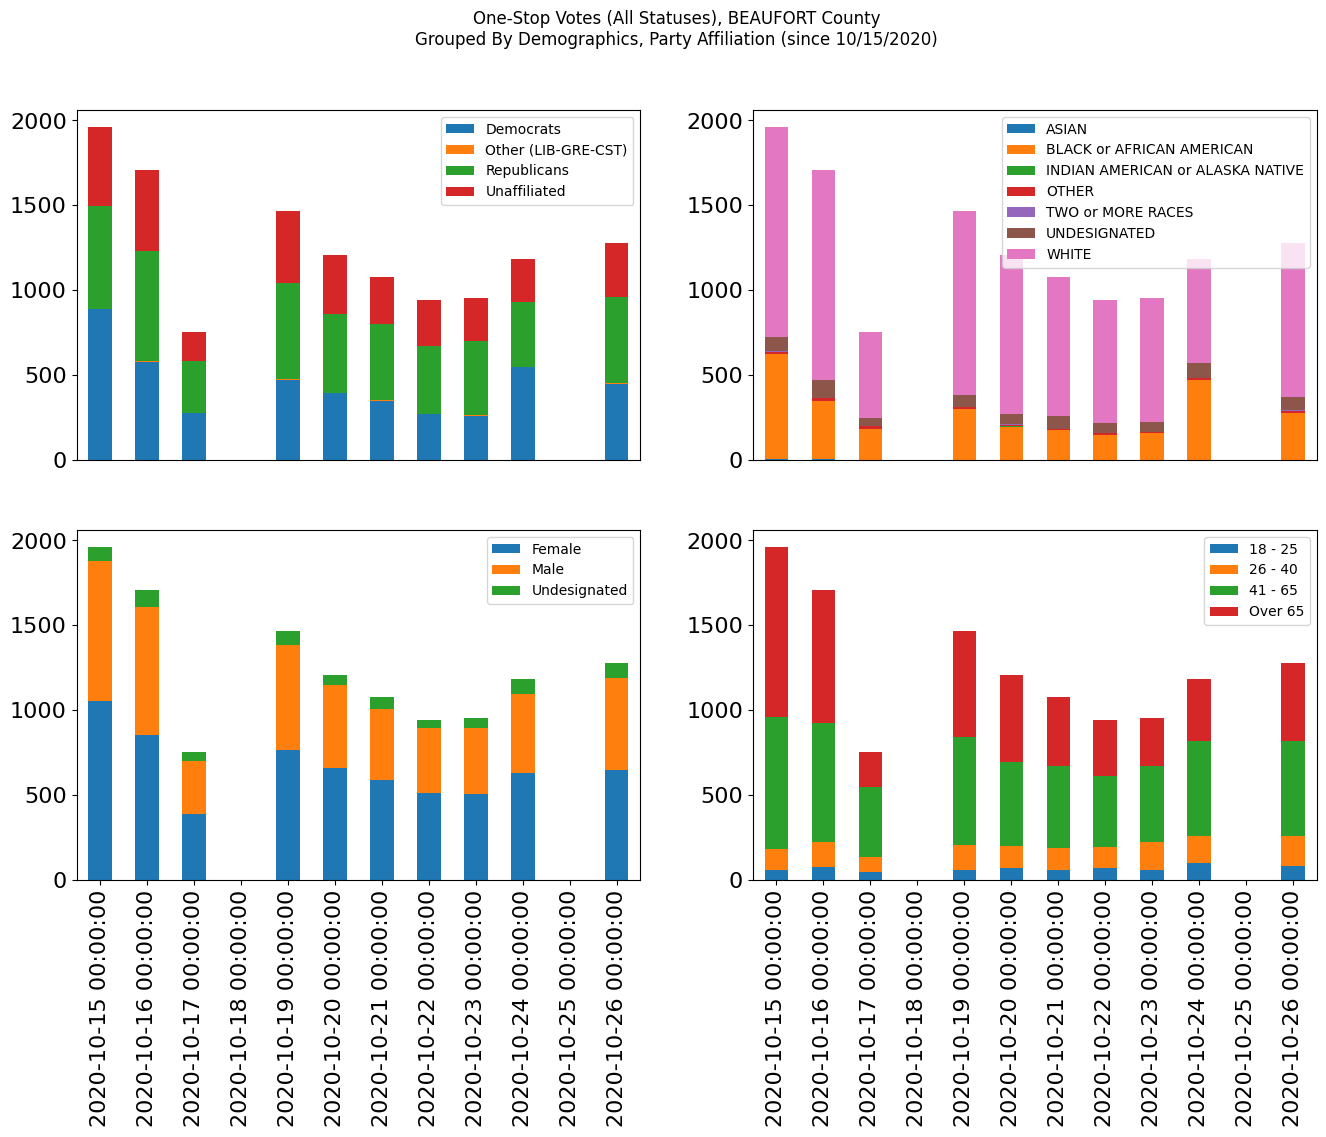 One-Stop Votes (All Statuses), BEAUFORT County
Grouped By Demographics, Party Affiliation (since 10/15/2020)
2000
1500
1000
500
0
Democrats
Other (LIB-GRE-CST)
Republicans
Unaffiliated
2000
1500
1000
500
0
ASIAN
BLACK or AFRICAN AMERICAN
INDIAN AMERICAN or ALASKA NATIVE
OTHER
TWO or MORE RACES
UNDESIGNATED
WHITE
2000
1500
1000
500
0
Female
Male
Undesignated
2020-10-15 00:00:00
2020-10-16 00:00:00
2020-10-17 00:00:00
2020-10-18 00:00:00
2020-10-19 00:00:00
2020-10-20 00:00:00
2020-10-21 00:00:00
2020-10-22 00:00:00
2020-10-23 00:00:00
2020-10-24 00:00:00
2020-10-25 00:00:00
2020-10-26 00:00:00
2000
1500
1000
500
0
18 - 25
26 - 40
41 - 65
Over 65
2020-10-15 00:00:00
2020-10-16 00:00:00
2020-10-17 00:00:00
2020-10-18 00:00:00
2020-10-19 00:00:00
2020-10-20 00:00:00
2020-10-21 00:00:00
2020-10-22 00:00:00
2020-10-23 00:00:00
2020-10-24 00:00:00
2020-10-25 00:00:00
2020-10-26 00:00:00